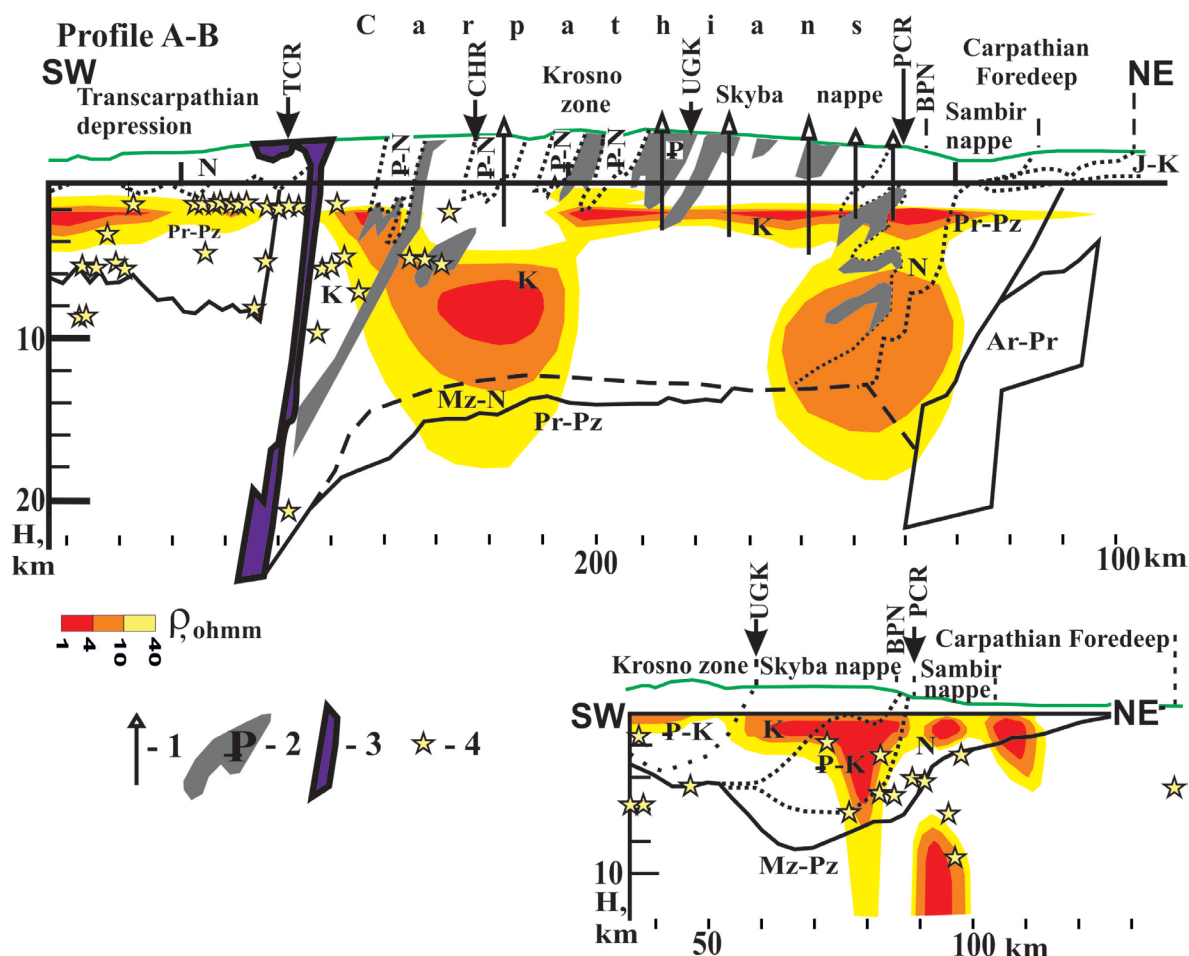 C a r p a t h i a n s
Profile A-B
SW
NE
Transcarpathian
depression
TCR
CHR
Krosno
zone
UGK
Skyba nappe
PCR
BPN
Carpathian
Foredeep
Sambir
nappe
N
P-N
P-N
P-N
P-N
P
J-K
Pr-Pz
K
Pr-Pz
K
K
N
10
Ar-Pr
Mz-N
Pr-Pz
20
H,
km
200
100 km
1 4 10 40
ρ, ohmm
- 1
P - 2
- 3
- 4
UGK
BPN
PCR
Carpathian Foredeep
Krosno zone
Skyba nappe
Sambir
nappe
SW
NE
P-K
K
N
P-K
Mz-Pz
10
H,
km
50
100 km